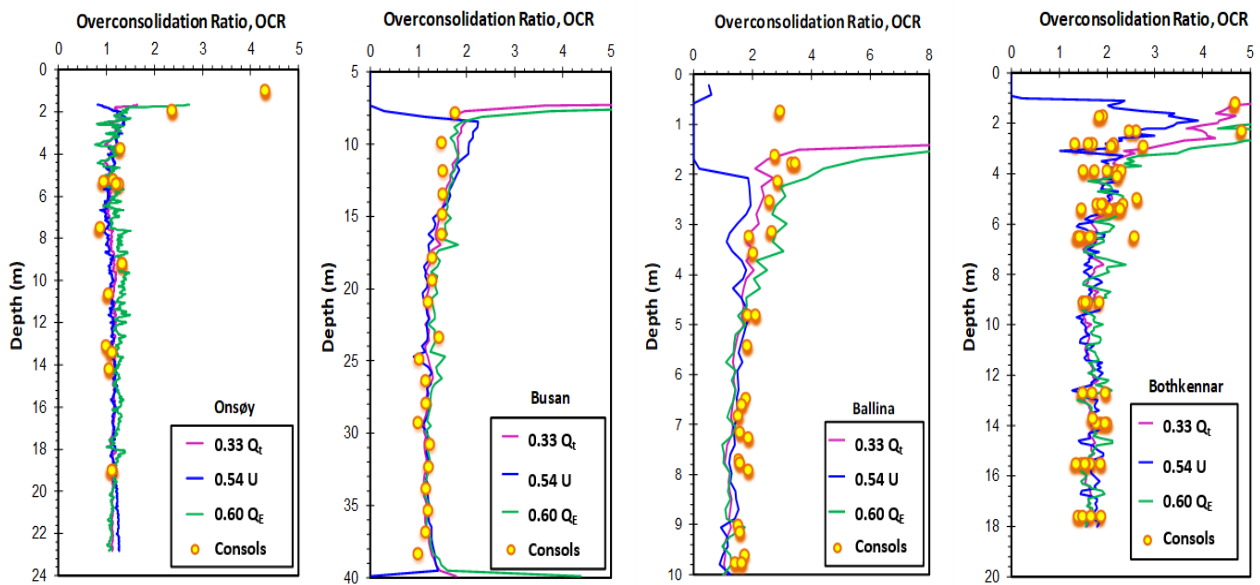 Overconsolidation Ratio, OCR
0 1 2 3 4 5
0
2
4
6
8
10
12
14
16
18
20
22
24
Depth (m)
Onsøy
0.33 Qt
0.54 U
0.60 QE
Consols
Overconsolidation Ratio, OCR
0 1 2 3 4 5
5
10
15
20
25
30
35
40
Depth (m)
Busan
0.33 Qt
0.54 U
0.60 QE
Consols
Overconsolidation Ratio, OCR
0 2 4 6 8
0
1
2
3
4
5
6
7
8
9
10
Depth (m)
Ballina
0.33 Qt
0.54 U
0.60 QE
Consols
Overconsolidation Ratio, OCR
0 1 2 3 4 5
0
2
4
6
8
10
12
14
16
18
20
Depth (m)
Bothkennar
0.33 Qt
0.54 U
0.60 QE
Consols